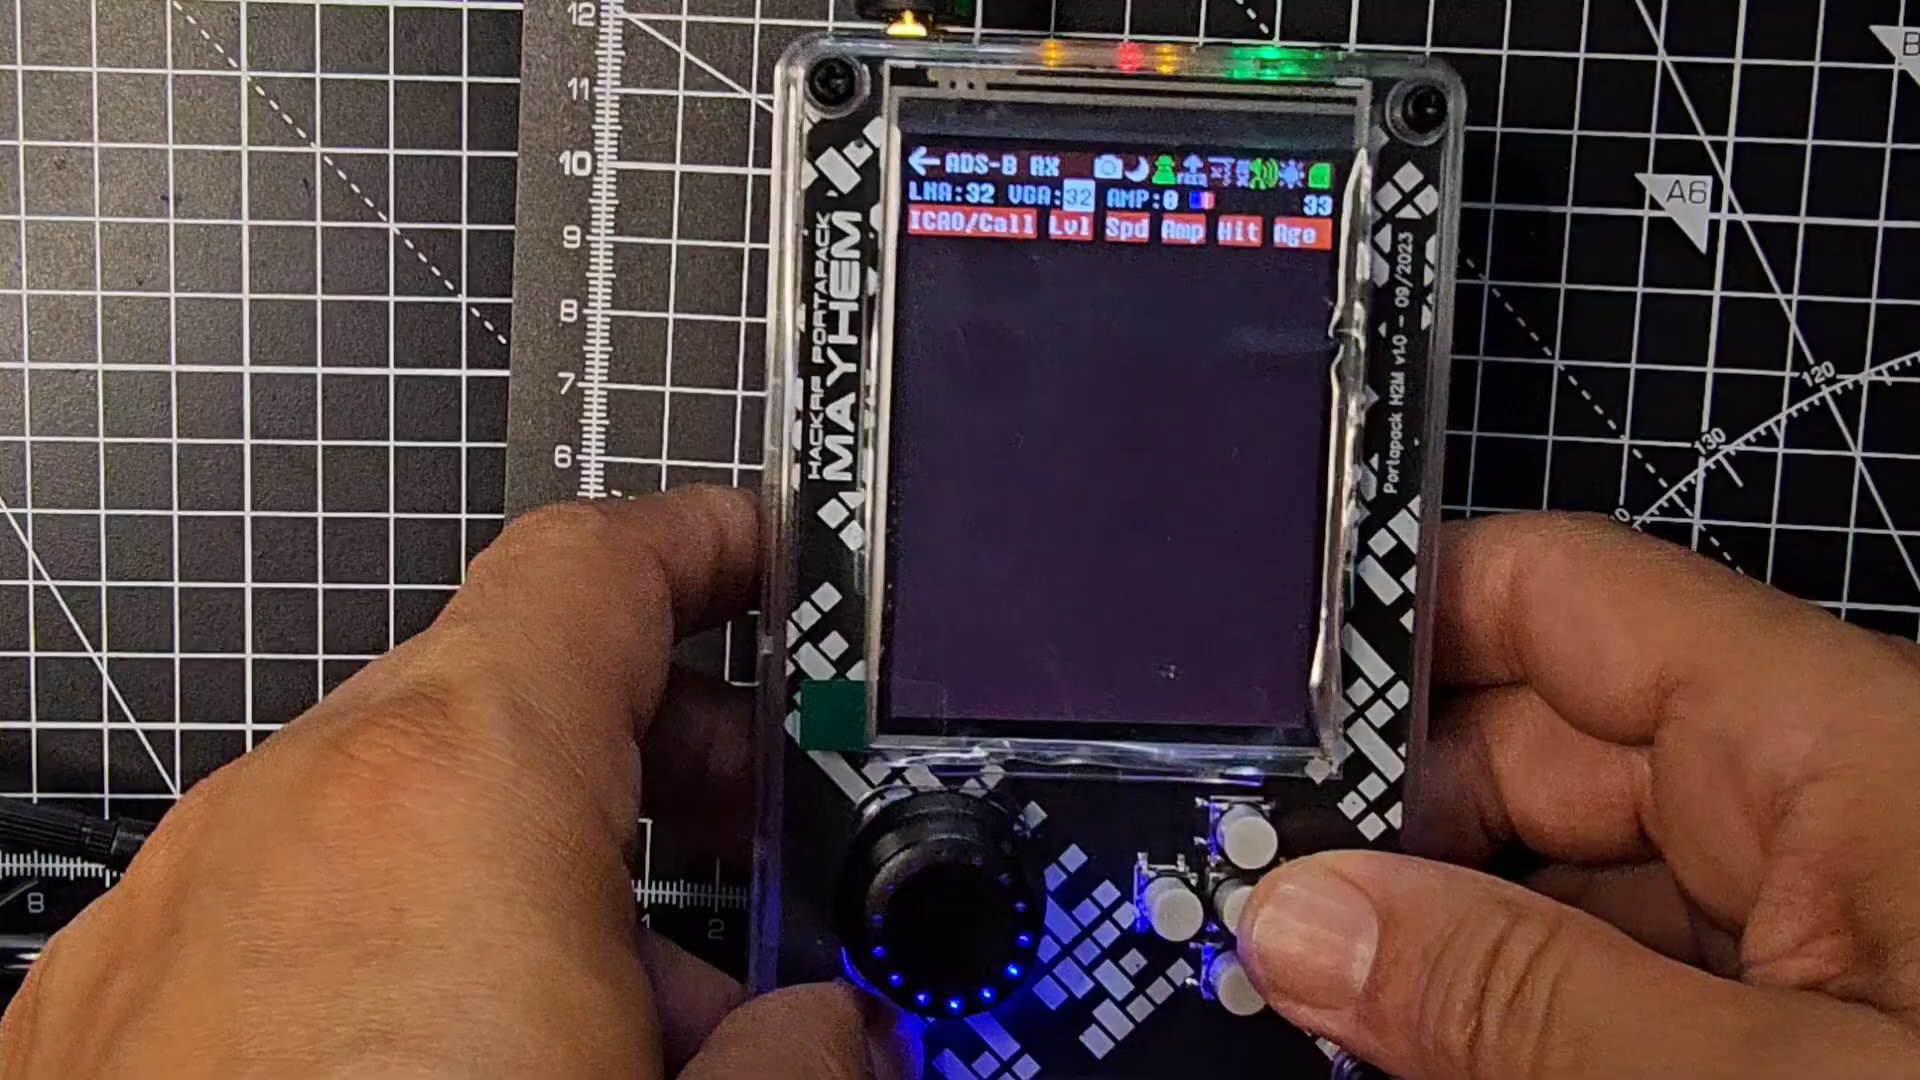 12
11
10
9
8
7
6
ADS-B RX
LNA:32 VGA:32 AMP:0 33
ICAO/Call Lvl Spd Amp Hit Age
HACKRF PORTAPACK
MAYHEM
Portapack H2M v1.0 - 09/2023
A6
B
120
130
8
1
2